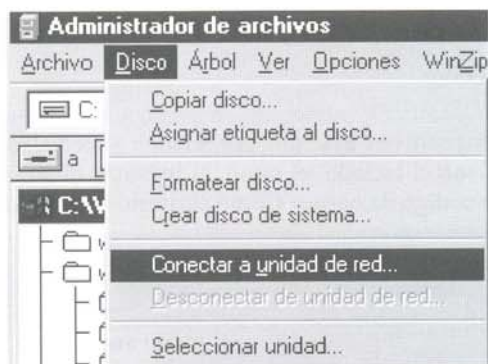 Administrador de archivos
Archivo Disco Árbol Ver Opciones WinZip
C:
Copiar disco...
Asignar etiqueta al disco...
a
Formatear disco...
Crear disco de sistema...
C:\W
Conectar a unidad de red...
Desconectar de unidad de red...
Seleccionar unidad...